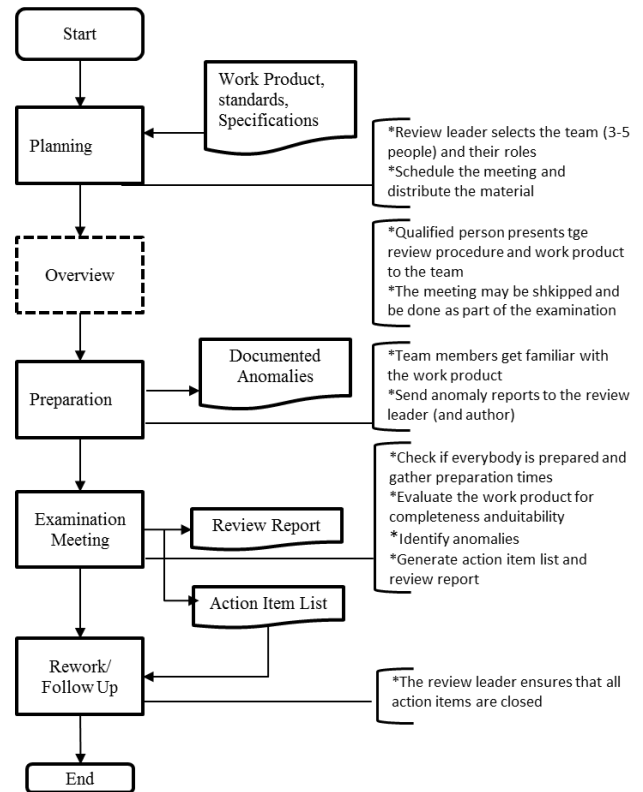 Start
Work Product,
standards,
Specifications
Planning
*Review leader selects the team (3-5
people) and their roles
*Schedule the meeting and
distribute the material
Overview
*Qualified person presents tge
review procedure and work product
to the team
*The meeting may be shkipped and
be done as part of the examination
Documented
Anomalies
Preparation
*Team members get familiar with
the work product
*Send anomaly reports to the review
leader (and author)
Examination
Meeting
Review Report
*Check if everybody is prepared and
gather preparation times
*Evaluate the work product for
completeness anduitability
*Identify anomalies
*Generate action item list and
review report
Action Item List
Rework/
Follow Up
*The review leader ensures that all
action items are closed
End